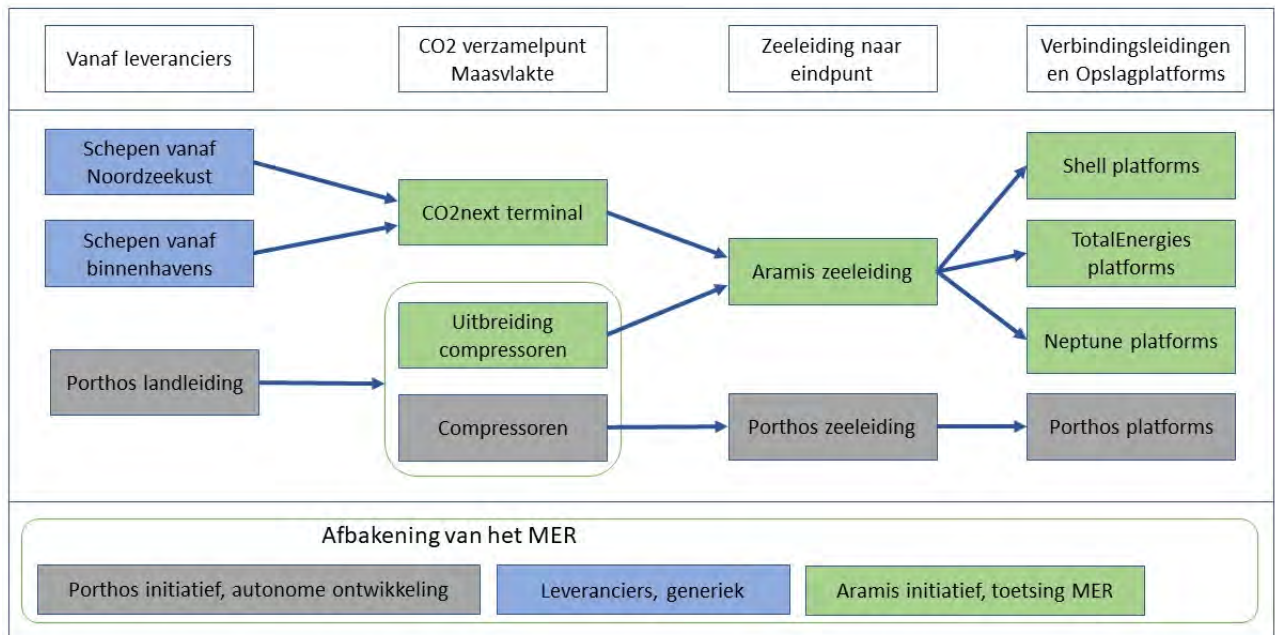 Vanaf leveranciers
CO2 verzamelpunt
Maasvlakte
Zeeleiding naar
eindpunt
Verbindingsleidingen
en Opslagplatforms
Schepen vanaf
Noordzeekust
Schepen vanaf
binnenhavens
Porthos landleiding
CO2next terminal
Uitbreiding
compressoren
Compressoren
Aramis zeeleiding
Porthos zeeleiding
Shell platforms
TotalEnergies
platforms
Neptune platforms
Porthos platforms
Afbakening van het MER
Porthos initiatief, autonome ontwikkeling
Leveranciers, generiek
Aramis initiatief, toetsing MER